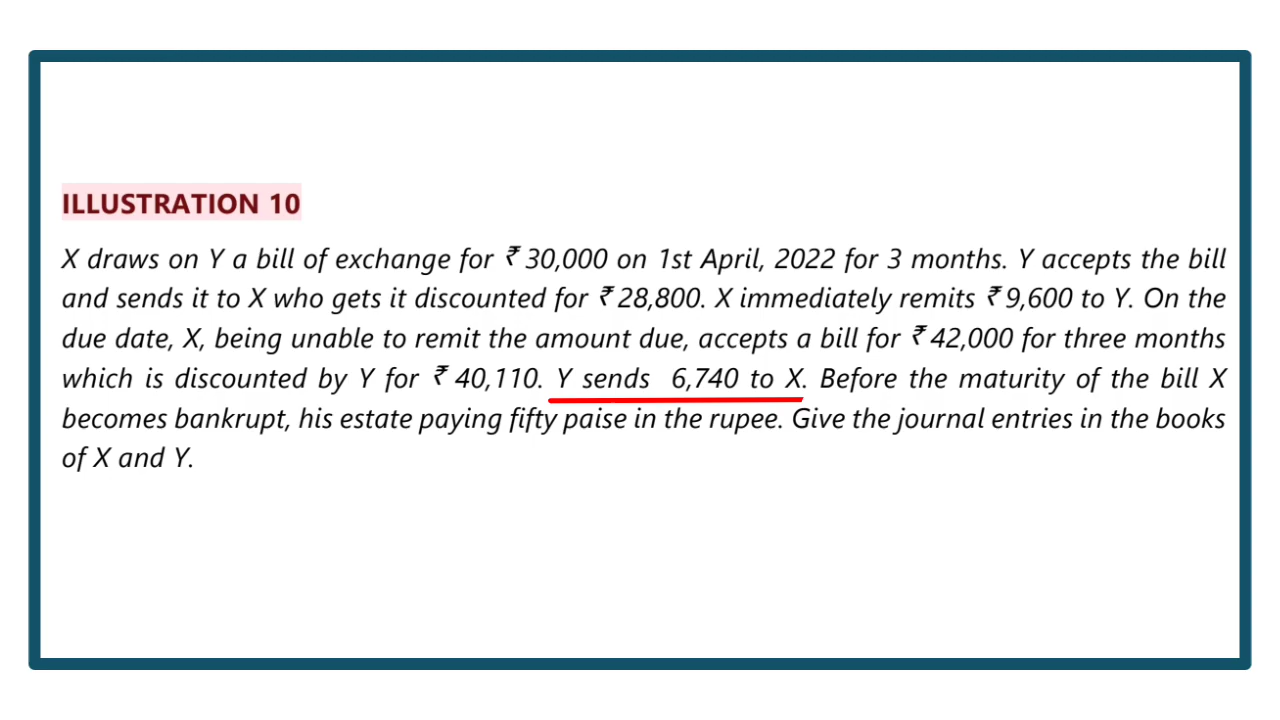 ILLUSTRATION 10
X draws on Y a bill of exchange for ₹ 30,000 on 1st April, 2022 for 3 months. Y accepts the bill
and sends it to X who gets it discounted for ₹ 28,800. X immediately remits ₹ 9,600 to Y. On the
due date, X, being unable to remit the amount due, accepts a bill for ₹ 42,000 for three months
which is discounted by Y for ₹ 40,110. Y sends 6,740 to X. Before the maturity of the bill X
becomes bankrupt, his estate paying fifty paise in the rupee. Give the journal entries in the books
of X and Y.